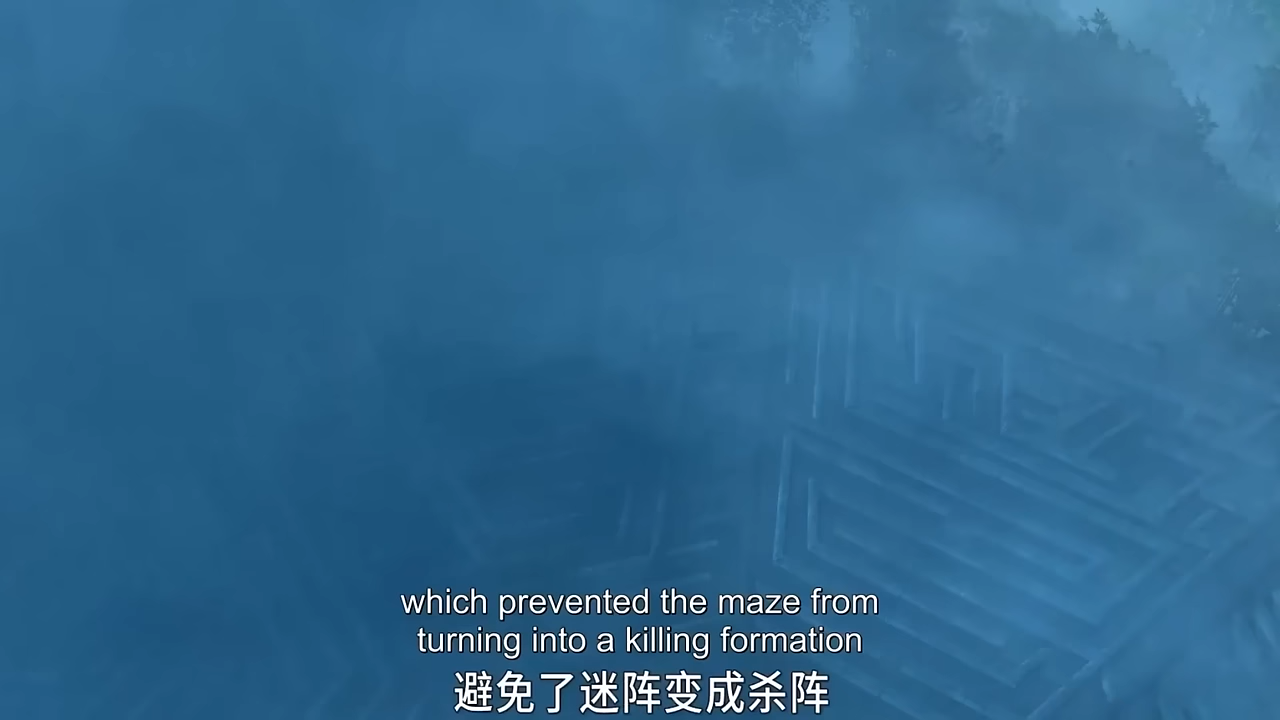 which prevented the maze from
turning into a killing formation
避免了迷阵变成杀阵